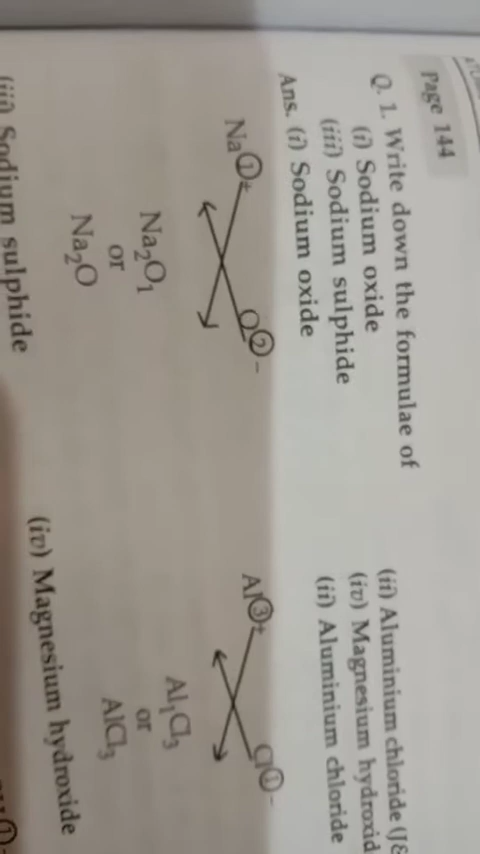 Page 144
Q. 1. Write down the formulae of
(i) Sodium oxide
(ii) Aluminium chloride (J&
(iii) Sodium sulphide
(iv) Magnesium hydroxid
Ans. (i) Sodium oxide
(ii) Aluminium chloride
Na 1+ O 2−
Na₂O₁
or
Na₂O
Al 3+ Cl 1−
Al₁Cl₃
or
AlCl₃
(iii) Sodium sulphide
(iv) Magnesium hydroxide